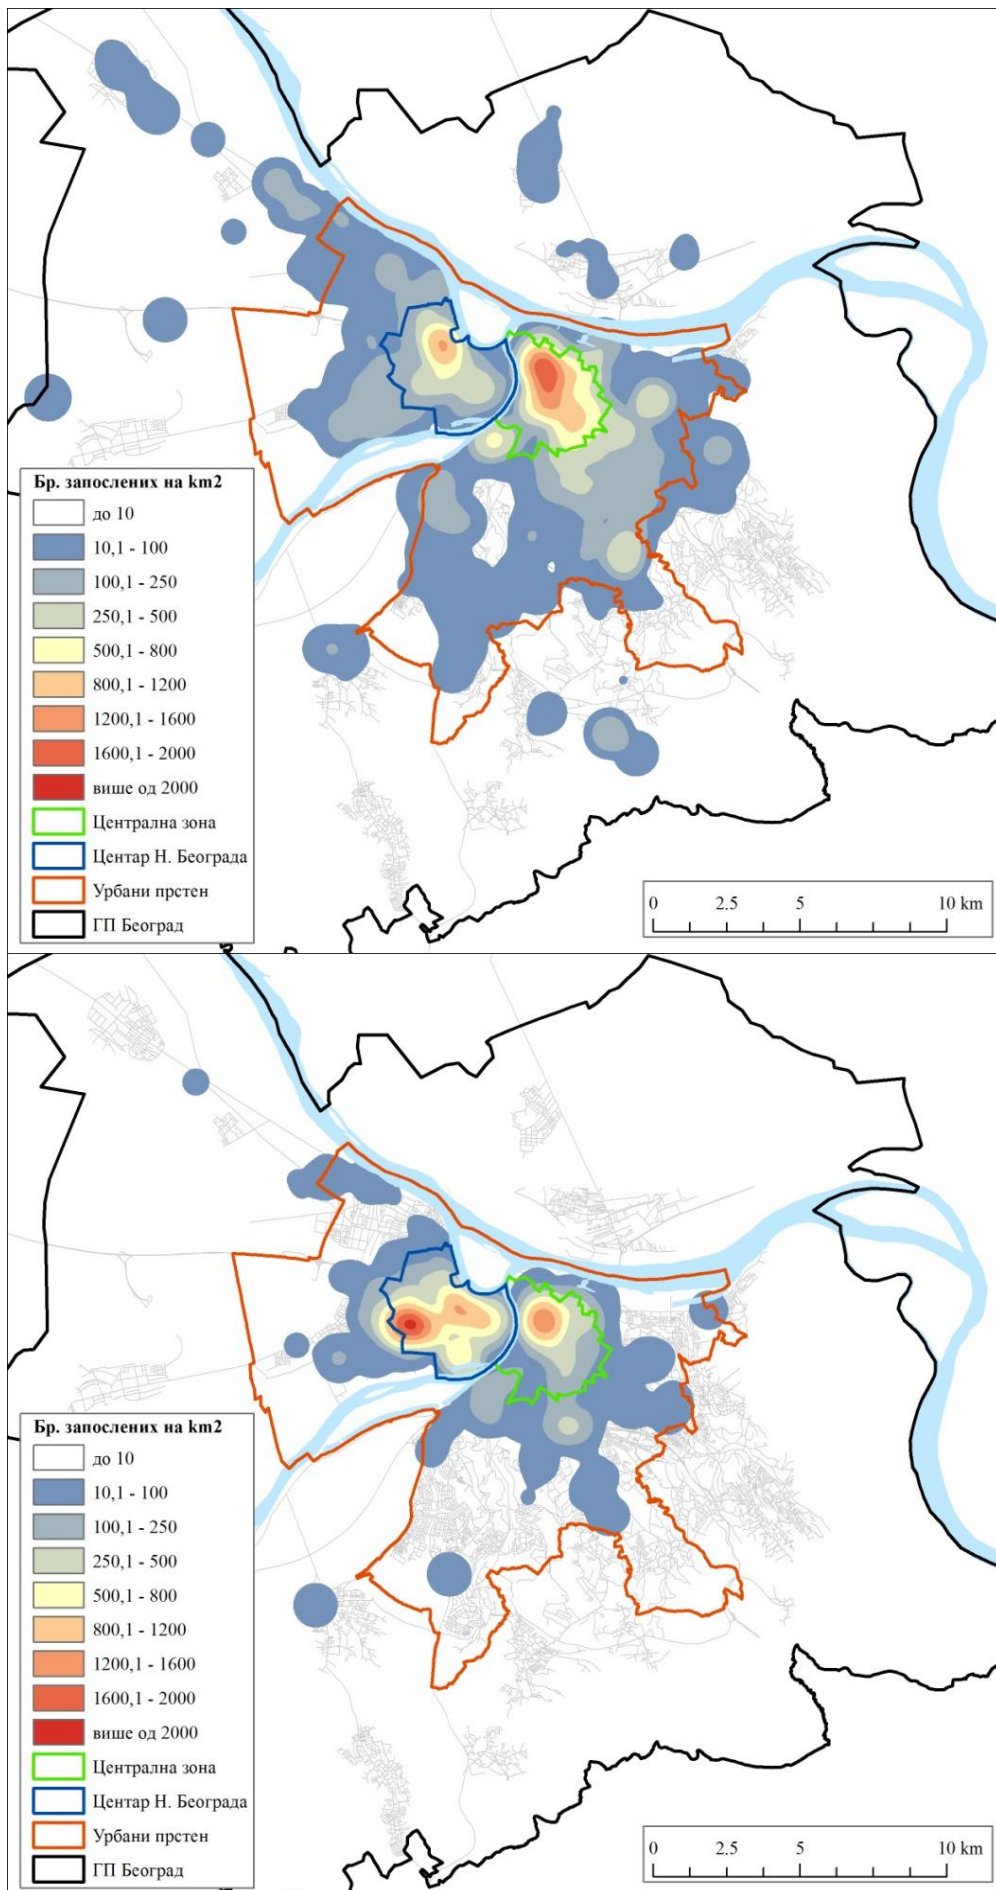 Бр. запослених на km2
до 10
10,1 - 100
100,1 - 250
250,1 - 500
500,1 - 800
800,1 - 1200
1200,1 - 1600
1600,1 - 2000
више од 2000
Централна зона
Центар Н. Београда
Урбани прстен
ГП Београд
0 2.5 5 10 km
Бр. запослених на km2
до 10
10,1 - 100
100,1 - 250
250,1 - 500
500,1 - 800
800,1 - 1200
1200,1 - 1600
1600,1 - 2000
више од 2000
Централна зона
Центар Н. Београда
Урбани прстен
ГП Београд
0 2.5 5 10 km